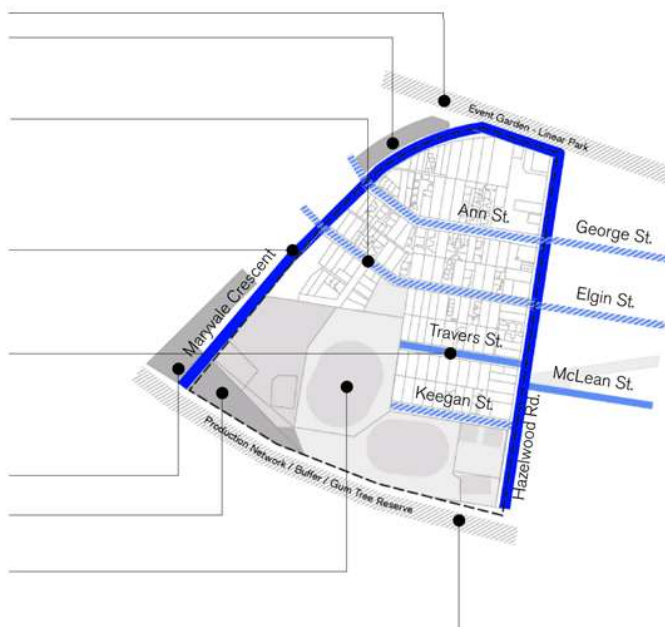 Event Garden - Linear Park
Ann St.
George St.
Elgin St.
Maryvale Crescent
Travers St.
McLean St.
Keegan St.
Hazelwood Rd.
Production Network / Buffer / Gum Tree Reserve